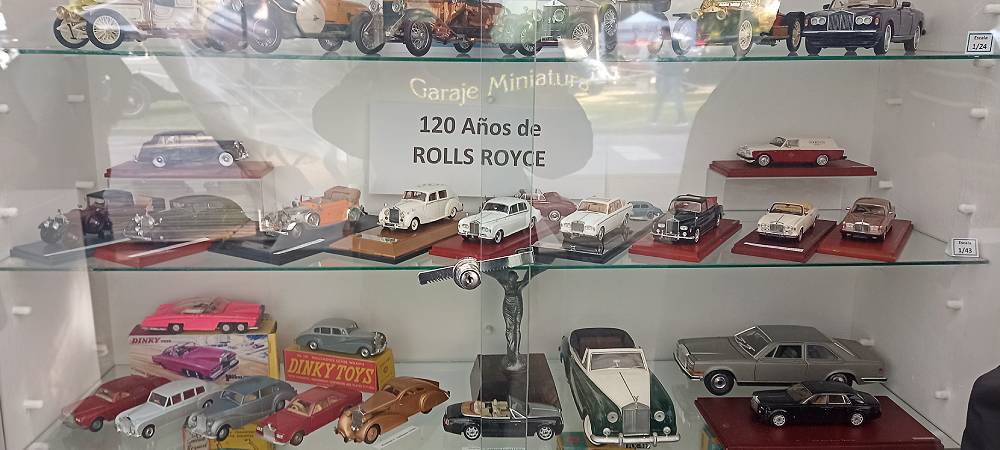 Escala
1/24
Garaje Miniatura
120 Años de
ROLLS ROYCE
Escala
1/43
DINKY
DINKY TOYS